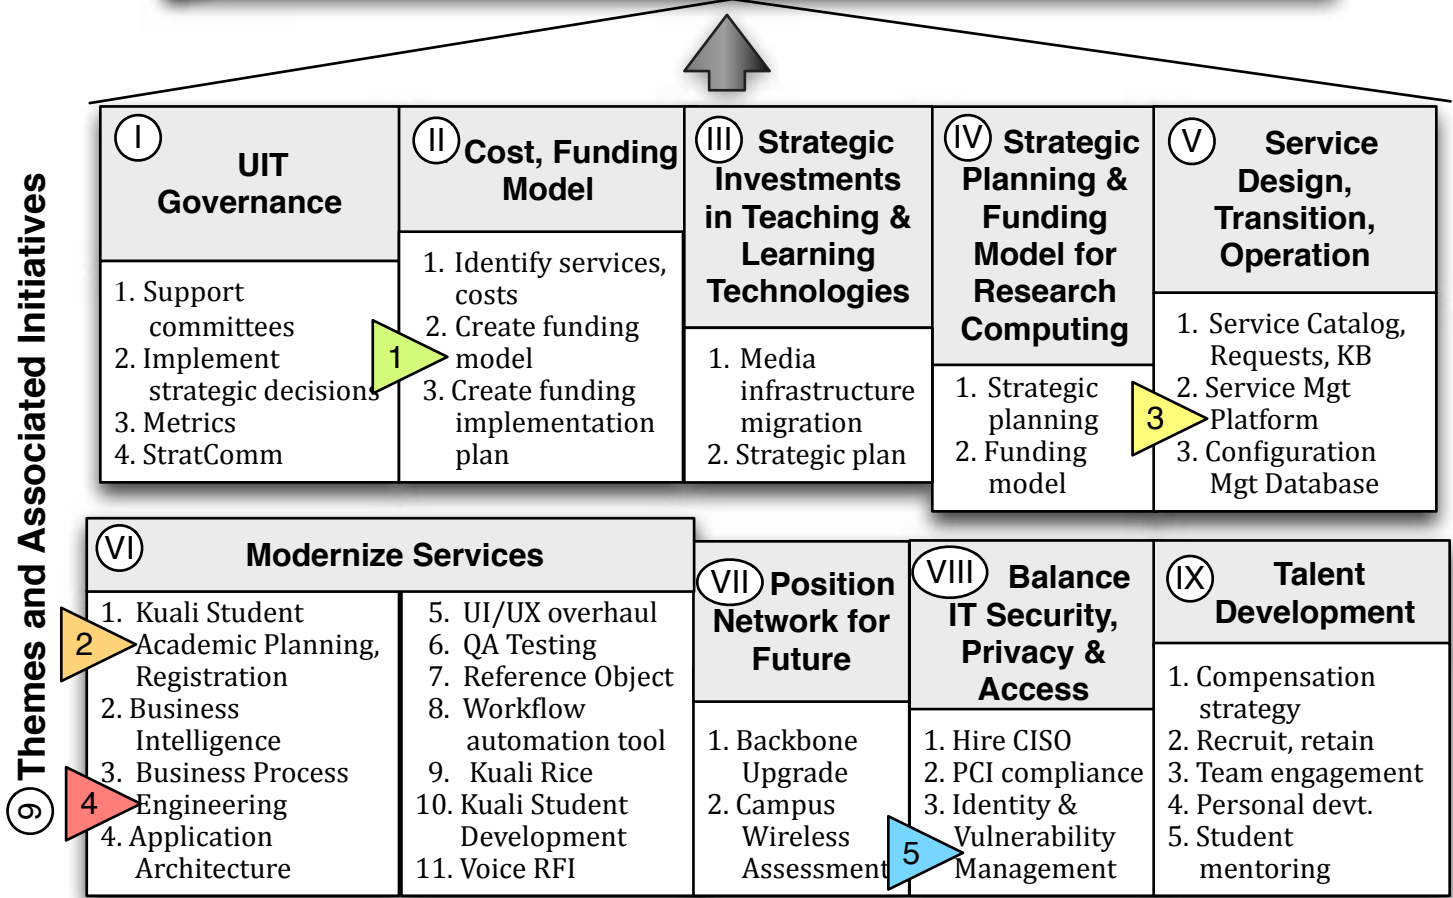 9 Themes and Associated Initiatives
I
UIT
Governance
1. Support
committees
2. Implement
strategic decisions
3. Metrics
4. StratComm
II Cost, Funding
Model
1. Identify services,
costs
2. Create funding
1 model
3. Create funding
implementation
plan
III Strategic
Investments
in Teaching &
Learning
Technologies
1. Media
infrastructure
migration
2. Strategic plan
IV Strategic
Planning &
Funding
Model for
Research
Computing
1. Strategic
planning
2. Funding
model
V Service
Design,
Transition,
Operation
1. Service Catalog,
Requests, KB
2. Service Mgt
3 Platform
3. Configuration
Mgt Database
VI Modernize Services
1. Kuali Student
2 Academic Planning,
Registration
2. Business
Intelligence
3. Business Process
4 Engineering
4. Application
Architecture
5. UI/UX overhaul
6. QA Testing
7. Reference Object
8. Workflow
automation tool
9. Kuali Rice
10. Kuali Student
Development
11. Voice RFI
VII Position
Network for
Future
1. Backbone
Upgrade
2. Campus
Wireless
Assessment
VIII Balance
IT Security,
Privacy &
Access
1. Hire CISO
2. PCI compliance
3. Identity &
Vulnerability
5 Management
IX Talent
Development
1. Compensation
strategy
2. Recruit, retain
3. Team engagement
4. Personal devt.
5. Student
mentoring